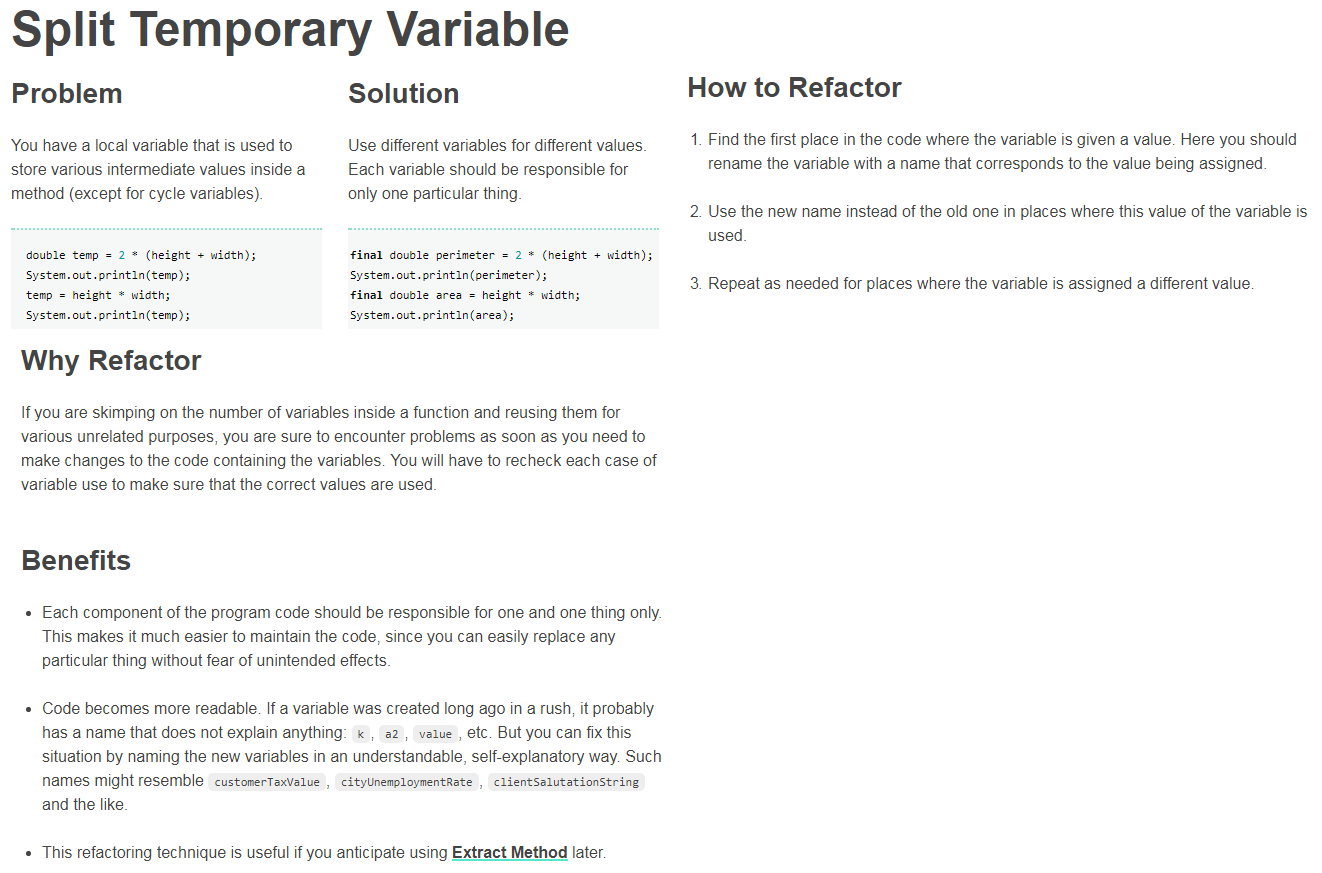 Split Temporary Variable
Problem
You have a local variable that is used to
store various intermediate values inside a
method (except for cycle variables).
double temp = 2 * (height + width);
System.out.println(temp);
temp = height * width;
System.out.println(temp);
Solution
Use different variables for different values.
Each variable should be responsible for
only one particular thing.
final double perimeter = 2 * (height + width);
System.out.println(perimeter);
final double area = height * width;
System.out.println(area);
Why Refactor
If you are skimping on the number of variables inside a function and reusing them for
various unrelated purposes, you are sure to encounter problems as soon as you need to
make changes to the code containing the variables. You will have to recheck each case of
variable use to make sure that the correct values are used.
Benefits
• Each component of the program code should be responsible for one and one thing only.
This makes it much easier to maintain the code, since you can easily replace any
particular thing without fear of unintended effects.
• Code becomes more readable. If a variable was created long ago in a rush, it probably
has a name that does not explain anything: k, a2, value, etc. But you can fix this
situation by naming the new variables in an understandable, self-explanatory way. Such
names might resemble customerTaxValue, cityUnemploymentRate, clientSalutationString
and the like.
• This refactoring technique is useful if you anticipate using Extract Method later.
How to Refactor
1. Find the first place in the code where the variable is given a value. Here you should
rename the variable with a name that corresponds to the value being assigned.
2. Use the new name instead of the old one in places where this value of the variable is
used.
3. Repeat as needed for places where the variable is assigned a different value.